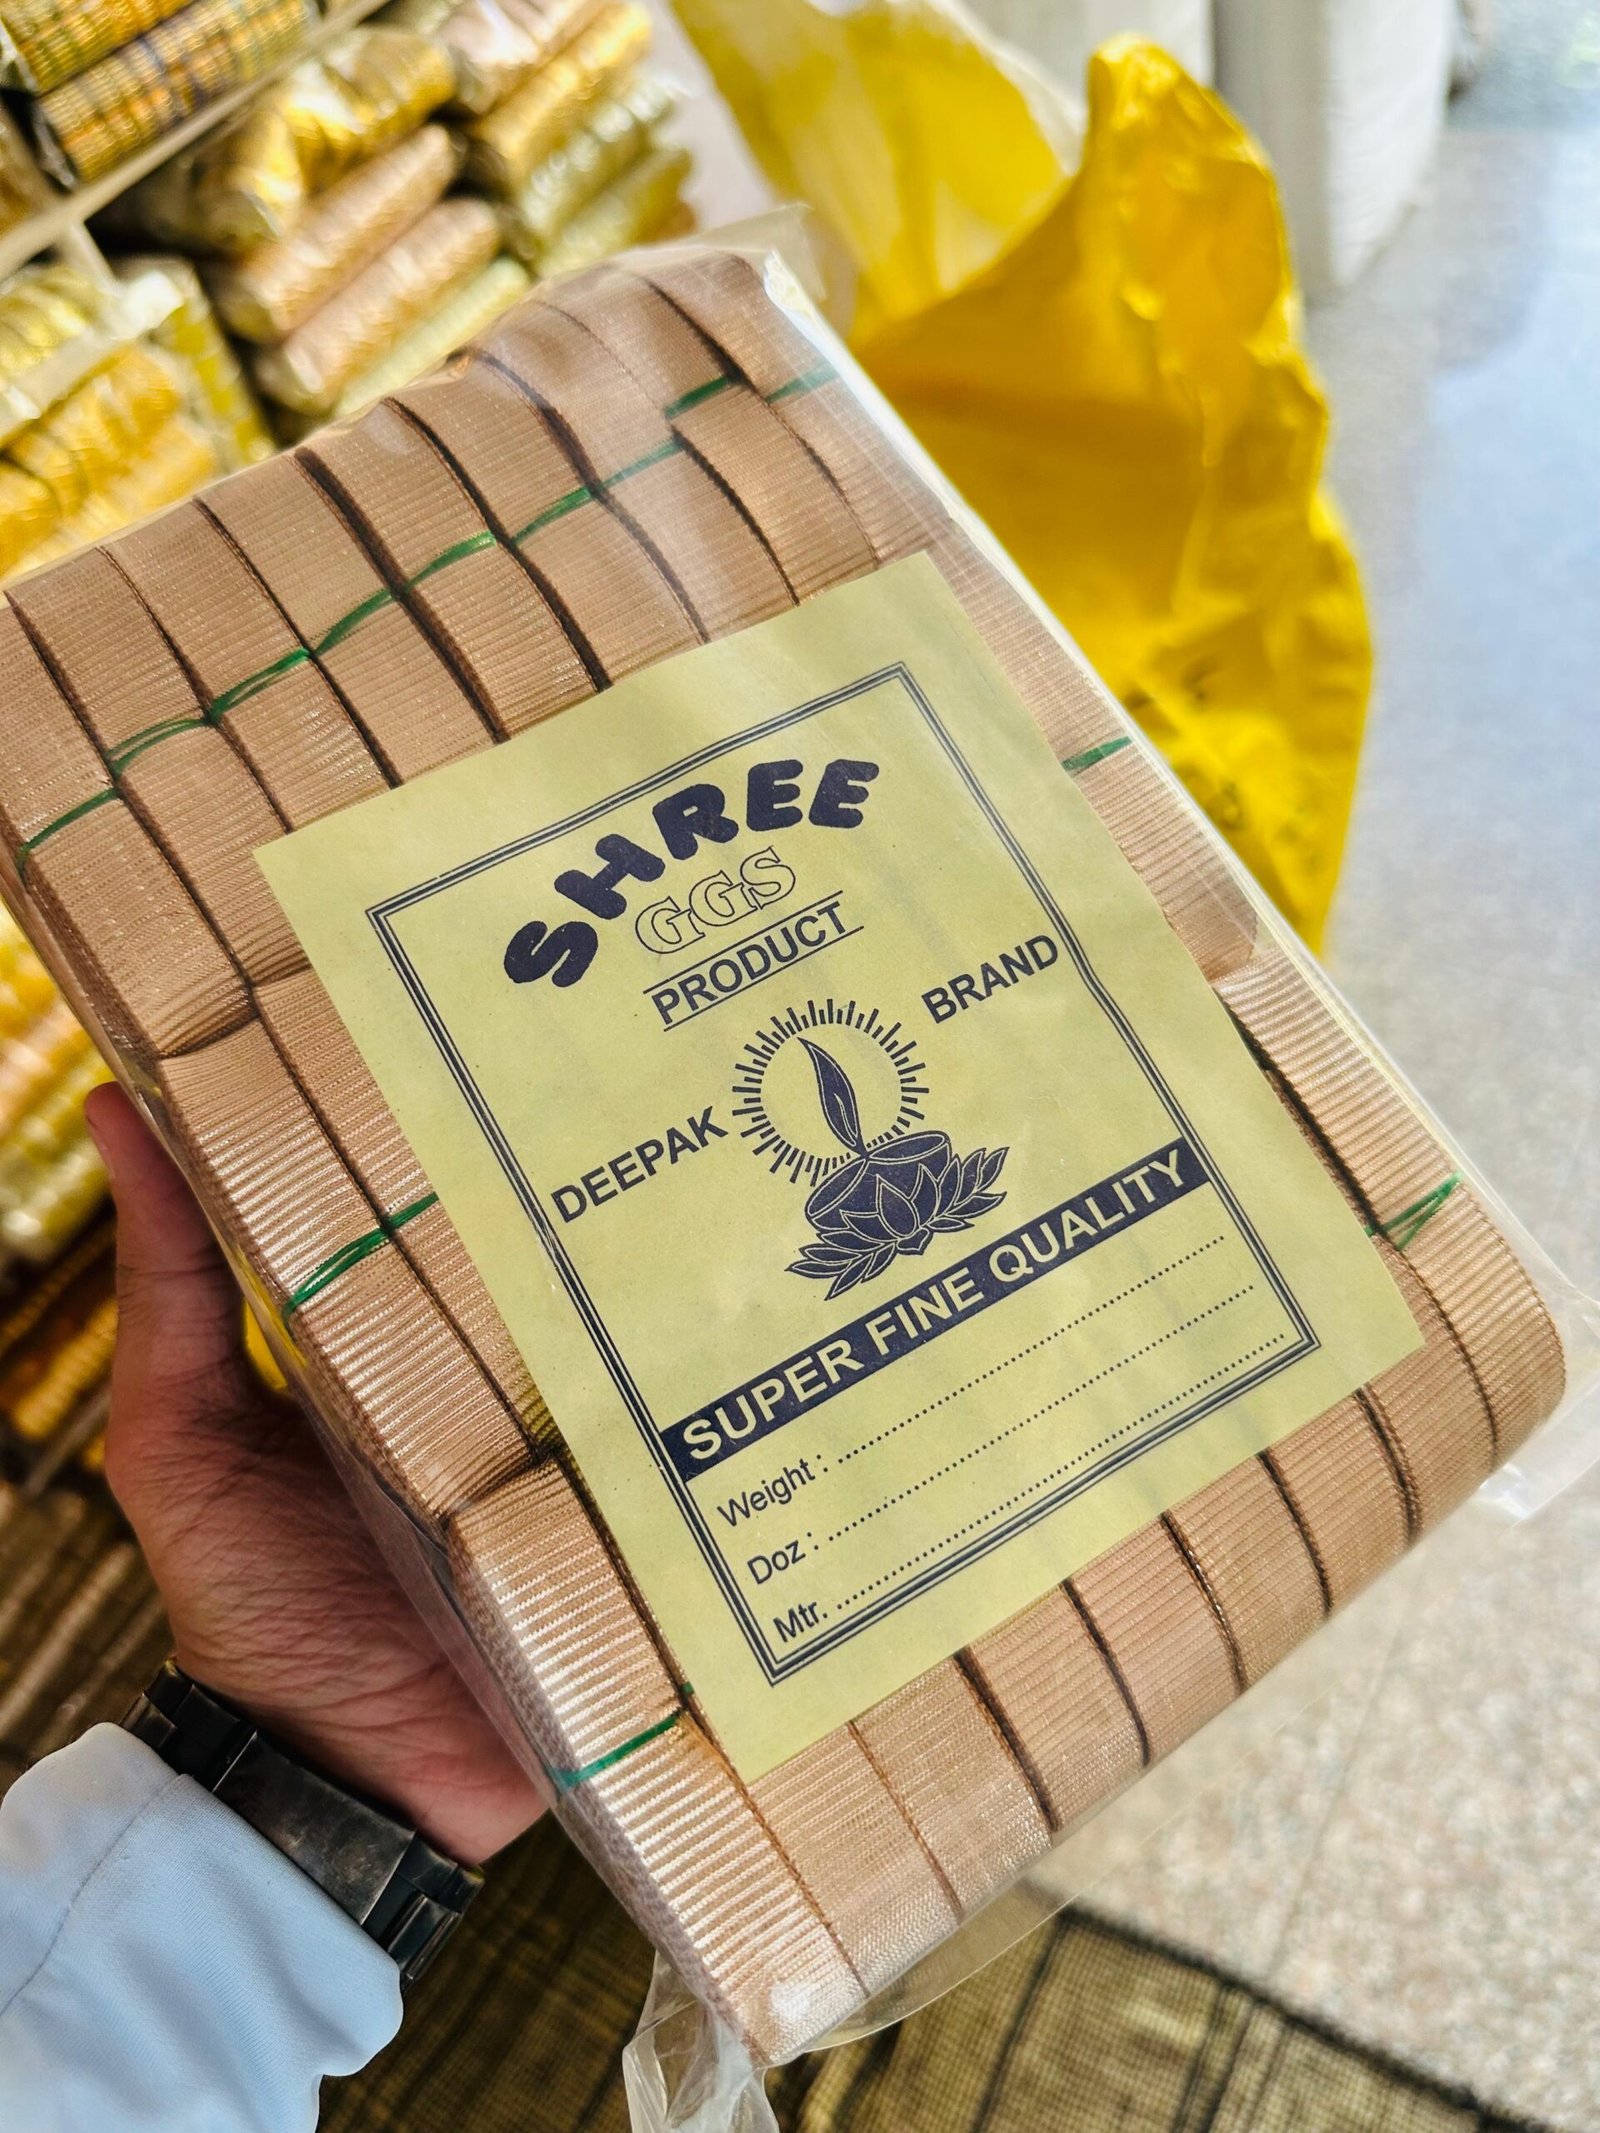 SHREE
GGS
PRODUCT
DEEPAK BRAND
SUPER FINE QUALITY
Weight :
Doz :
Mtr.